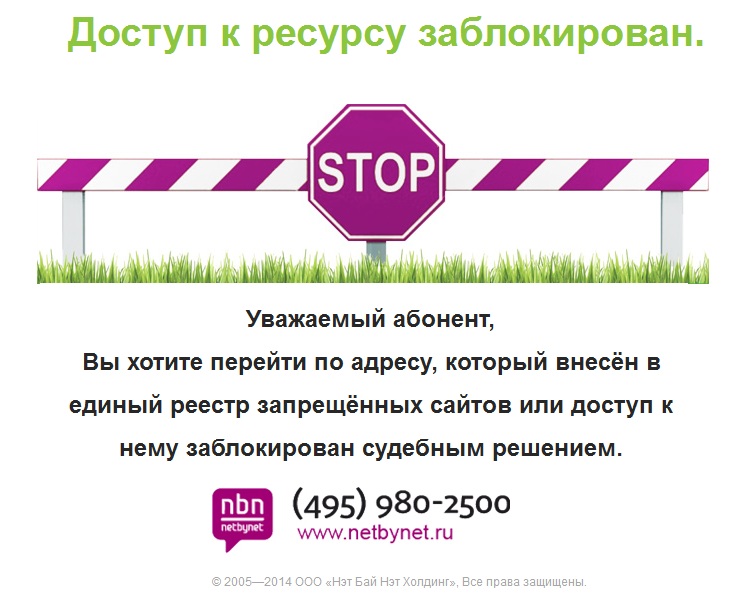 Доступ к ресурсу заблокирован.
STOP
Уважаемый абонент,
Вы хотите перейти по адресу, который внесён в
единый реестр запрещённых сайтов или доступ к
нему заблокирован судебным решением.
nbn
netbynet
(495) 980-2500
www.netbynet.ru
© 2005—2014 ООО «Нэт Бай Нэт Холдинг», Все права защищены.